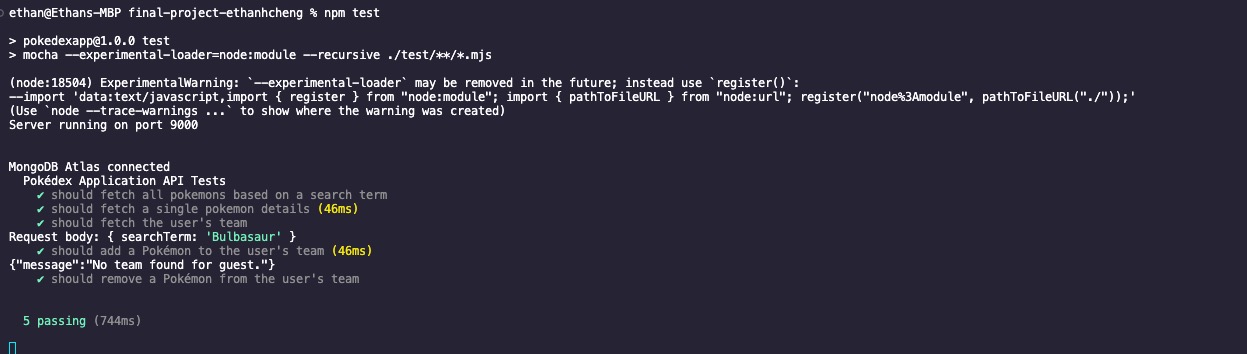 ethan@Ethans-MBP final-project-ethanhcheng % npm test
> pokedexapp@1.0.0 test
> mocha --experimental-loader=node:module --recursive ./test/**/*.mjs
(node:18504) ExperimentalWarning: `--experimental-loader` may be removed in the future; instead use `register()`:
--import 'data:text/javascript,import { register } from "node:module"; import { pathToFileURL } from "node:url"; register("node%3Amodule", pathToFileURL("./"));'
(Use `node --trace-warnings ...` to show where the warning was created)
Server running on port 9000
MongoDB Atlas connected
Pokédex Application API Tests
✔ should fetch all pokemons based on a search term
✔ should fetch a single pokemon details (46ms)
✔ should fetch the user's team
Request body: { searchTerm: 'Bulbasaur' }
✔ should add a Pokémon to the user's team (46ms)
{"message":"No team found for guest."}
✔ should remove a Pokémon from the user's team
5 passing (744ms)